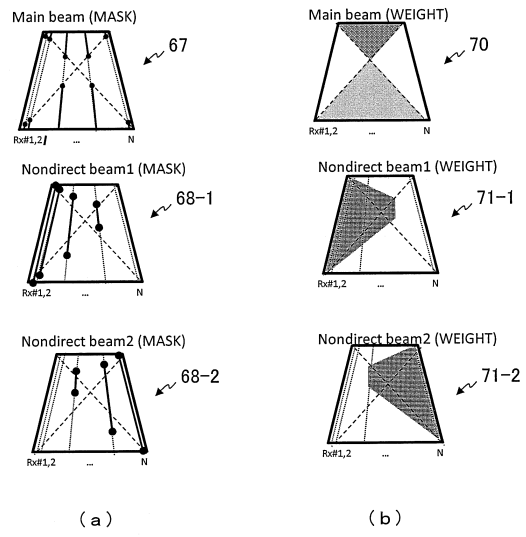 Main beam (MASK)
67
Rx#1,2 ... N
Nondirect beam1 (MASK)
68-1
Rx#1,2 ... N
Nondirect beam2 (MASK)
68-2
Rx#1,2 ... N
(a)
Main beam (WEIGHT)
70
Rx#1,2 ... N
Nondirect beam1 (WEIGHT)
71-1
Rx#1,2 ... N
Nondirect beam2 (WEIGHT)
71-2
Rx#1,2 ... N
(b)